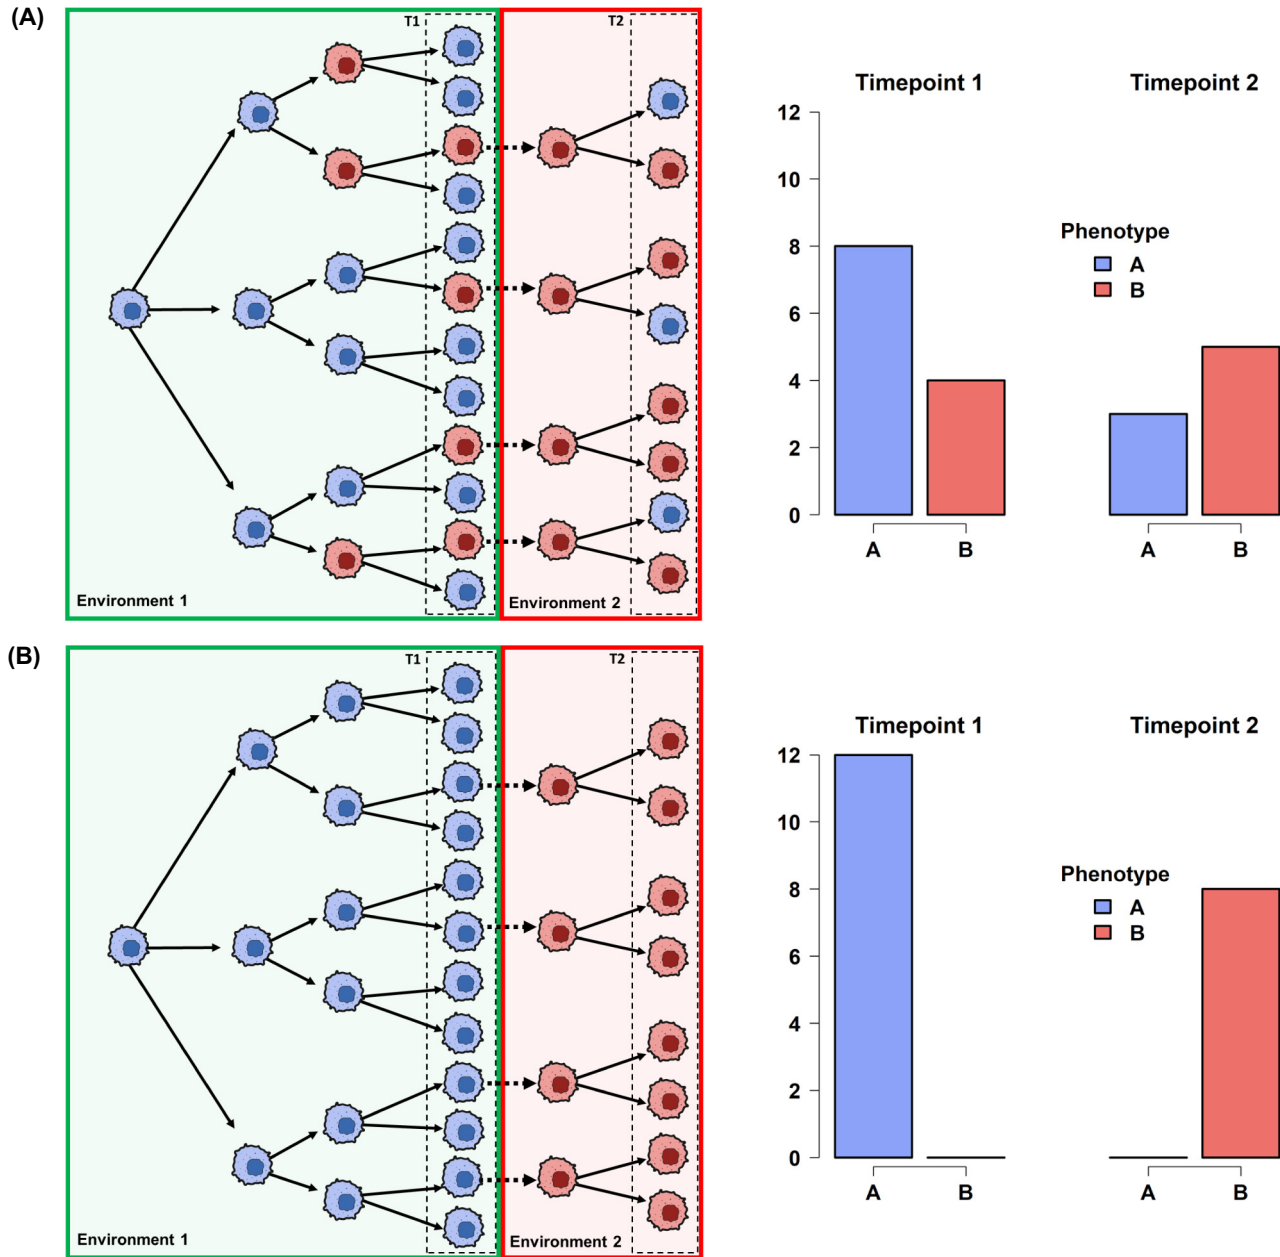 (A)
T1
T2
Environment 1
Environment 2
Timepoint 1
Timepoint 2
12
10
8
6
4
2
0
A
B
Phenotype
A
B
A
B
(B)
T1
T2
Environment 1
Environment 2
Timepoint 1
Timepoint 2
12
10
8
6
4
2
0
A
B
Phenotype
A
B
A
B